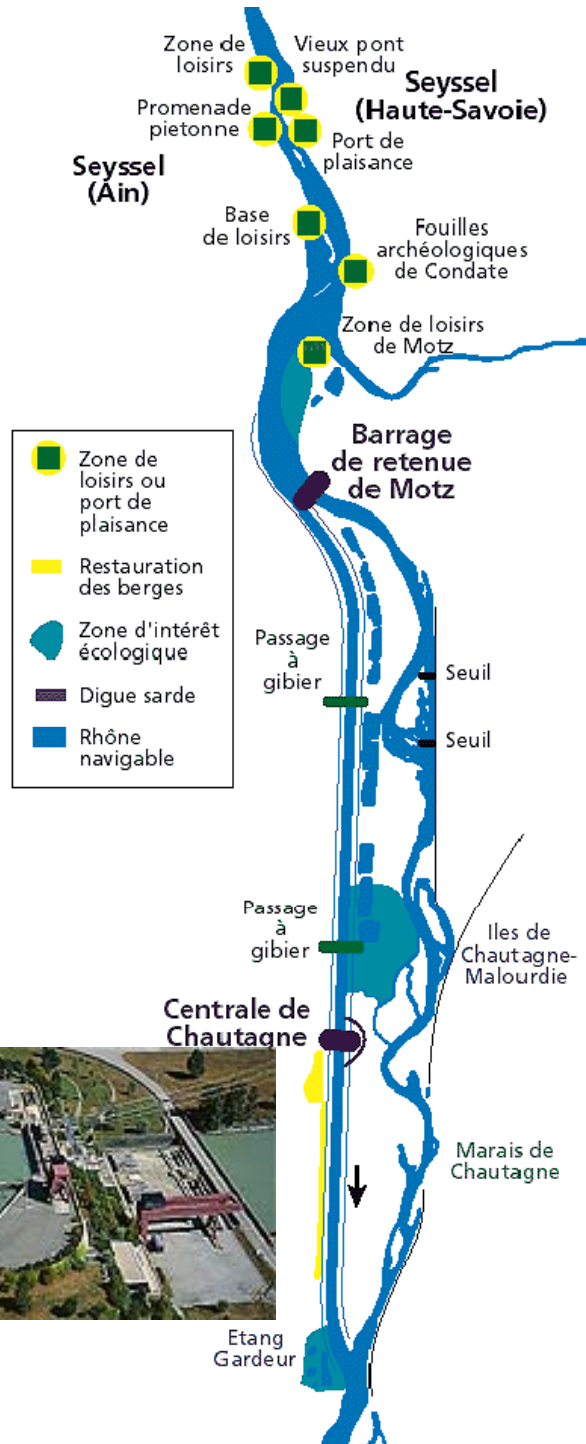 Zone de
loisirs
Vieux pont
suspendu
Seyssel
(Haute-Savoie)
Promenade
pietonne
Port de
plaisance
Seyssel
(Ain)
Base
de loisirs
Fouilles
archéologiques
de Condate
Zone de loisirs
de Motz
Barrage
de retenue
de Motz
Zone de
loisirs ou
port de
plaisance
Restauration
des berges
Zone d'intérêt
écologique
Digue sarde
Rhône
navigable
Passage
à
gibier
Seuil
Seuil
Passage
à
gibier
Iles de
Chautagne-
Malourdie
Centrale de
Chautagne
Marais de
Chautagne
Etang
Gardeur